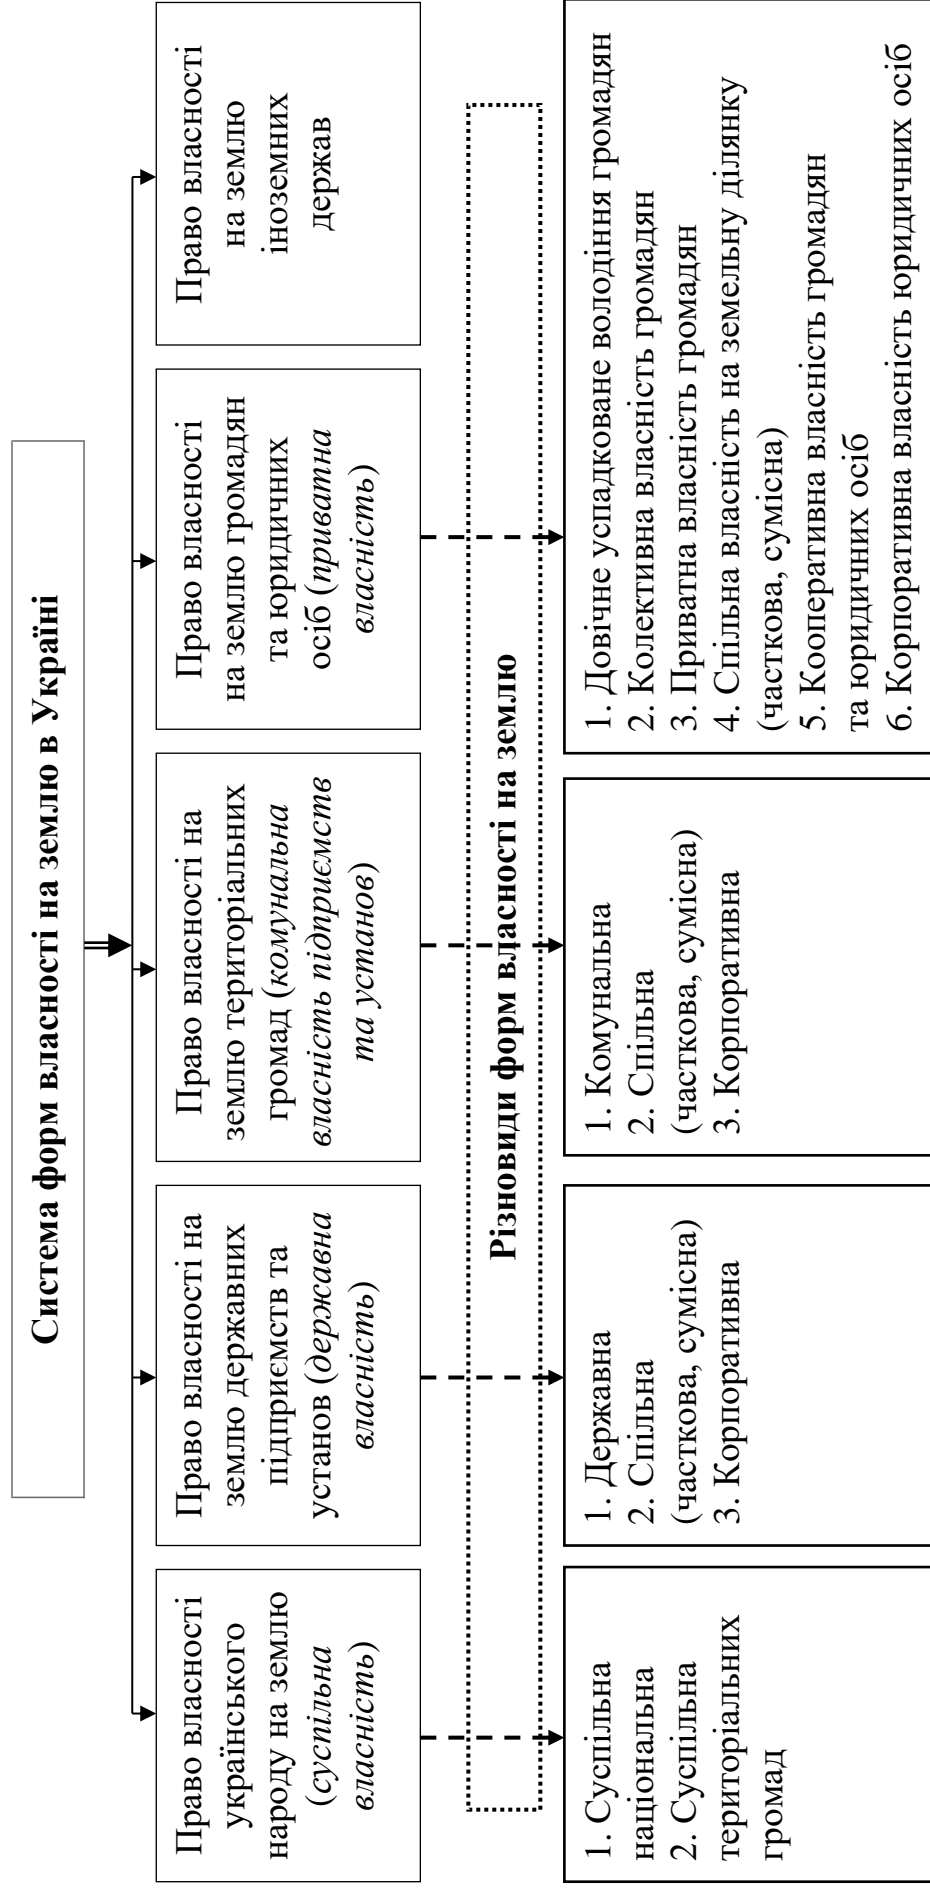 Система форм власності на землю в Україні
Право власності
українського
народу на землю
(суспільна
власність)
Право власності на
землю державних
підприємств та
установ (державна
власність)
Право власності на
землю територіальних
громад (комунальна
власність підприємств
та установ)
Право власності
на землю громадян
та юридичних
осіб (приватна
власність)
Право власності
на землю
іноземних
держав
Різновиди форм власності на землю
1. Суспільна
національна
2. Суспільна
територіальних
громад
1. Державна
2. Спільна
(часткова, сумісна)
3. Корпоративна
1. Комунальна
2. Спільна
(часткова, сумісна)
3. Корпоративна
1. Довічне успадковане володіння громадян
2. Колективна власність громадян
3. Приватна власність громадян
4. Спільна власність на земельну ділянку
(часткова, сумісна)
5. Кооперативна власність громадян
та юридичних осіб
6. Корпоративна власність юридичних осіб